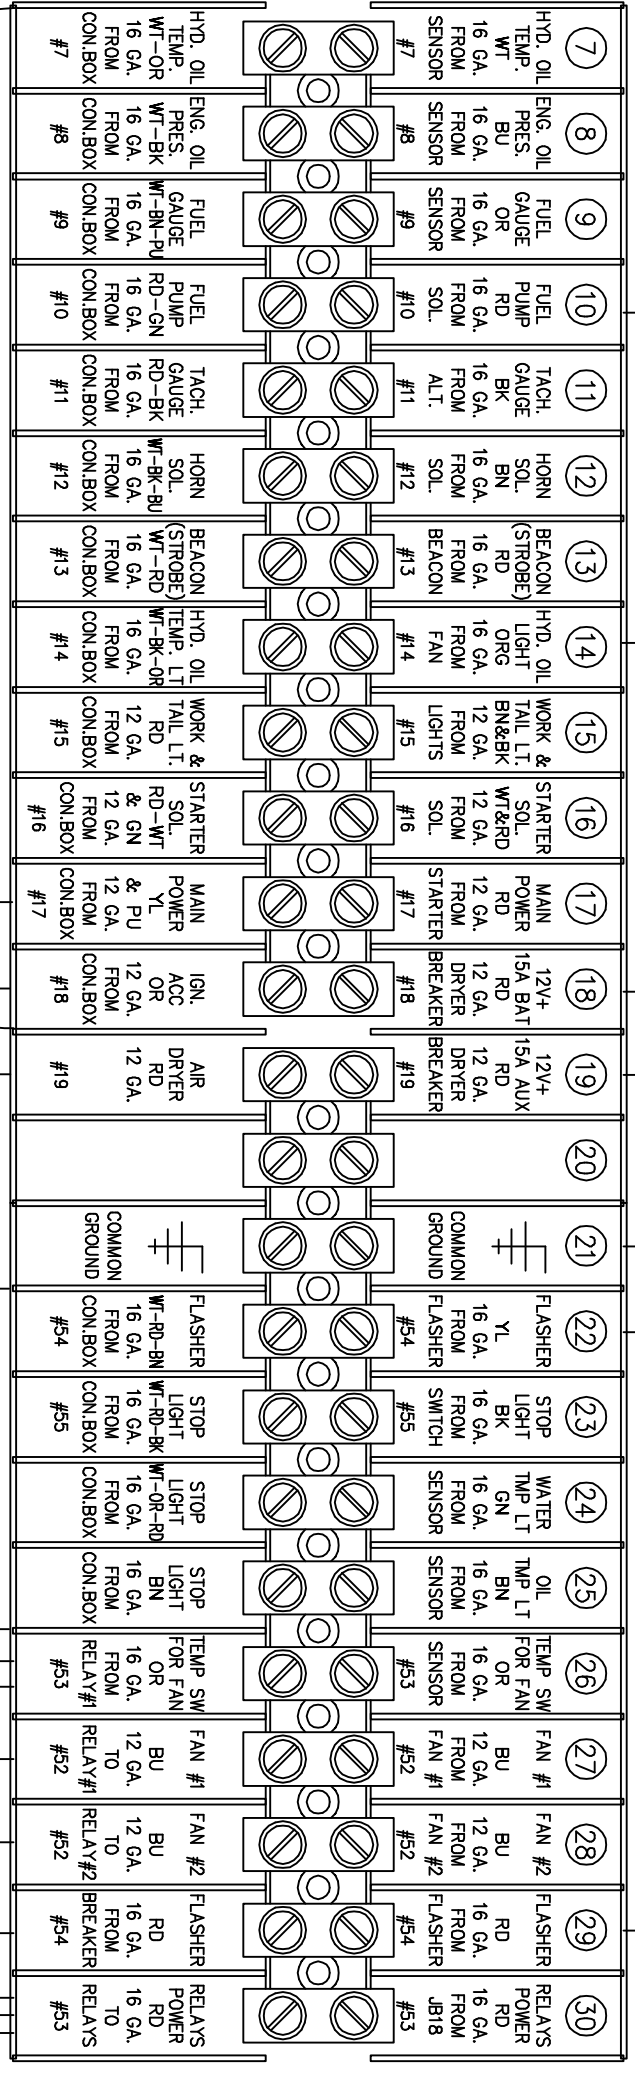 7
HYD. OIL
TEMP.
WT
16 GA.
FROM
SENSOR
#7
HYD. OIL
TEMP.
WT-OR
16 GA.
FROM
CON.BOX
#7
8
ENG. OIL
PRES.
BU
16 GA.
FROM
SENSOR
#8
ENG. OIL
PRES.
WT-BK
16 GA.
FROM
CON.BOX
#8
9
FUEL
GAUGE
OR
16 GA.
FROM
SENSOR
#9
FUEL
GAUGE
WT-BN-PU
16 GA.
FROM
CON.BOX
#9
10
FUEL
PUMP
RD
16 GA.
FROM
SOL.
#10
FUEL
PUMP
RD-GN
16 GA.
FROM
CON.BOX
#10
11
TACH.
GAUGE
BK
16 GA.
FROM
ALT.
#11
TACH.
GAUGE
RD-BK
16 GA.
FROM
CON.BOX
#11
12
HORN
SOL.
BN
16 GA.
FROM
SOL.
#12
HORN
SOL.
WT-BK-BU
16 GA.
FROM
CON.BOX
#12
13
BEACON
(STROBE)
RD
16 GA.
FROM
BEACON
#13
BEACON
(STROBE)
WT-RD
16 GA.
FROM
CON.BOX
#13
14
HYD. OIL
LIGHT
ORG
16 GA.
FROM
FAN
#14
HYD. OIL
TEMP. LT
WT-BK-OR
16 GA.
FROM
CON.BOX
#14
15
WORK &
TAIL LT.
BN&BK
12 GA.
FROM
LIGHTS
#15
WORK &
TAIL LT.
RD
12 GA.
FROM
CON.BOX
#15
16
STARTER
SOL.
WT&RD
12 GA.
FROM
SOL.
#16
STARTER
SOL.
RD-WT
& GN
12 GA.
FROM
CON.BOX
#16
17
MAIN
POWER
RD
12 GA.
FROM
STARTER
#17
MAIN
POWER
YL
& PU
12 GA.
FROM
CON.BOX
#17
18
12V+
15A BAT
RD
12 GA.
DRYER
BREAKER
#18
IGN.
ACC
OR
12 GA.
FROM
CON.BOX
#18
19
12V+
15A AUX
RD
12 GA.
DRYER
BREAKER
#19
AIR
DRYER
RD
12 GA.
#19
20
21
COMMON
GROUND
COMMON
GROUND
22
FLASHER
YL
16 GA.
FROM
FLASHER
#54
FLASHER
WT-RD-BN
16 GA.
FROM
CON.BOX
#54
23
STOP
LIGHT
BK
16 GA.
FROM
SWITCH
#55
STOP
LIGHT
WT-RD-BK
16 GA.
FROM
CON.BOX
#55
24
WATER
TMP LT
GN
16 GA.
FROM
SENSOR
STOP
LIGHT
WT-OR-RD
16 GA.
FROM
CON.BOX
25
OIL
TMP LT
BN
16 GA.
FROM
SENSOR
STOP
LIGHT
BN
16 GA.
FROM
CON.BOX
26
TEMP SW
FOR FAN
OR
16 GA.
FROM
SENSOR
#53
TEMP SW
FOR FAN
OR
16 GA.
FROM
RELAY#1
#53
27
FAN #1
BU
12 GA.
FROM
FAN #1
#52
FAN #1
BU
12 GA.
TO
RELAY#1
#52
28
FAN #2
BU
12 GA.
FROM
FAN #2
#52
FAN #2
BU
12 GA.
TO
RELAY#2
#52
29
FLASHER
RD
16 GA.
FROM
FLASHER
#54
FLASHER
RD
16 GA.
FROM
BREAKER
#54
30
RELAYS
POWER
RD
16 GA.
FROM
JB18
#53
RELAYS
POWER
RD
16 GA.
TO
RELAYS
#53